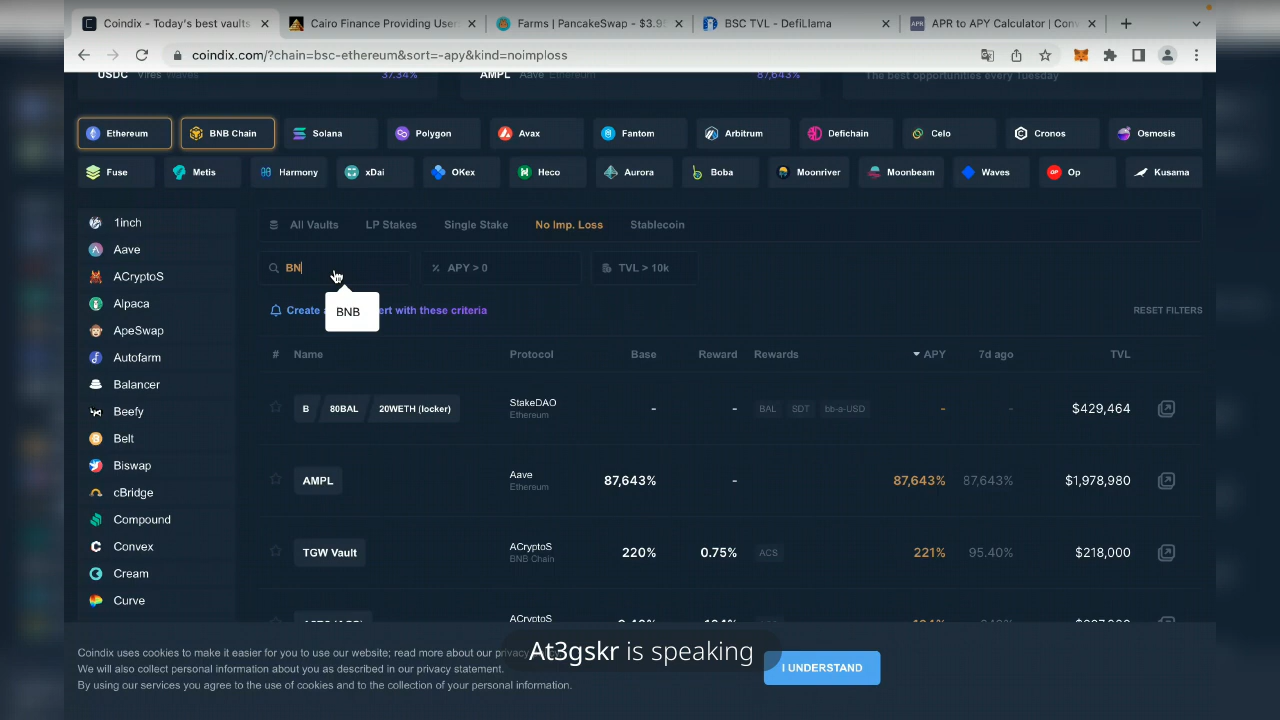 Coindix - Today's best vaults
Cairo Finance Providing User
Farms | PancakeSwap - $3.9
BSC TVL - DefiLlama
APR to APY Calculator | Con
coindix.com/?chain=bsc-ethereum&sort=-apy&kind=noimploss
USDC Vires Waves 37.34%
AMPL Aave Ethereum 87,643%
The best opportunities every Tuesday
Ethereum BNB Chain Solana Polygon Avax Fantom Arbitrum Defichain Celo Cronos Osmosis
Fuse Metis Harmony xDai OKex Heco Aurora Boba Moonriver Moonbeam Waves Op Kusama
1inch
Aave
ACryptoS
Alpaca
ApeSwap
Autofarm
Balancer
Beefy
Belt
Biswap
cBridge
Compound
Convex
Cream
Curve
All Vaults LP Stakes Single Stake No Imp. Loss Stablecoin
BN APY > 0 TVL > 10k
BNB
Create a ert with these criteria RESET FILTERS
# Name Protocol Base Reward Rewards APY 7d ago TVL
B 80BAL 20WETH (locker) StakeDAO - - BAL SDT bb-a-USD - - $429,464
Ethereum
AMPL Aave 87,643% - 87,643% 87,643% $1,978,980
Ethereum
TGW Vault ACryptoS 220% 0.75% ACS 221% 95.40% $218,000
BNB Chain
ACryptoS
Coindix uses cookies to make it easier for you to use our website; read more about our
We will also collect personal information about you as described in our privacy statement.
By using our services you agree to the use of cookies and to the collection of your personal information.
I UNDERSTAND
At3gskr is speaking